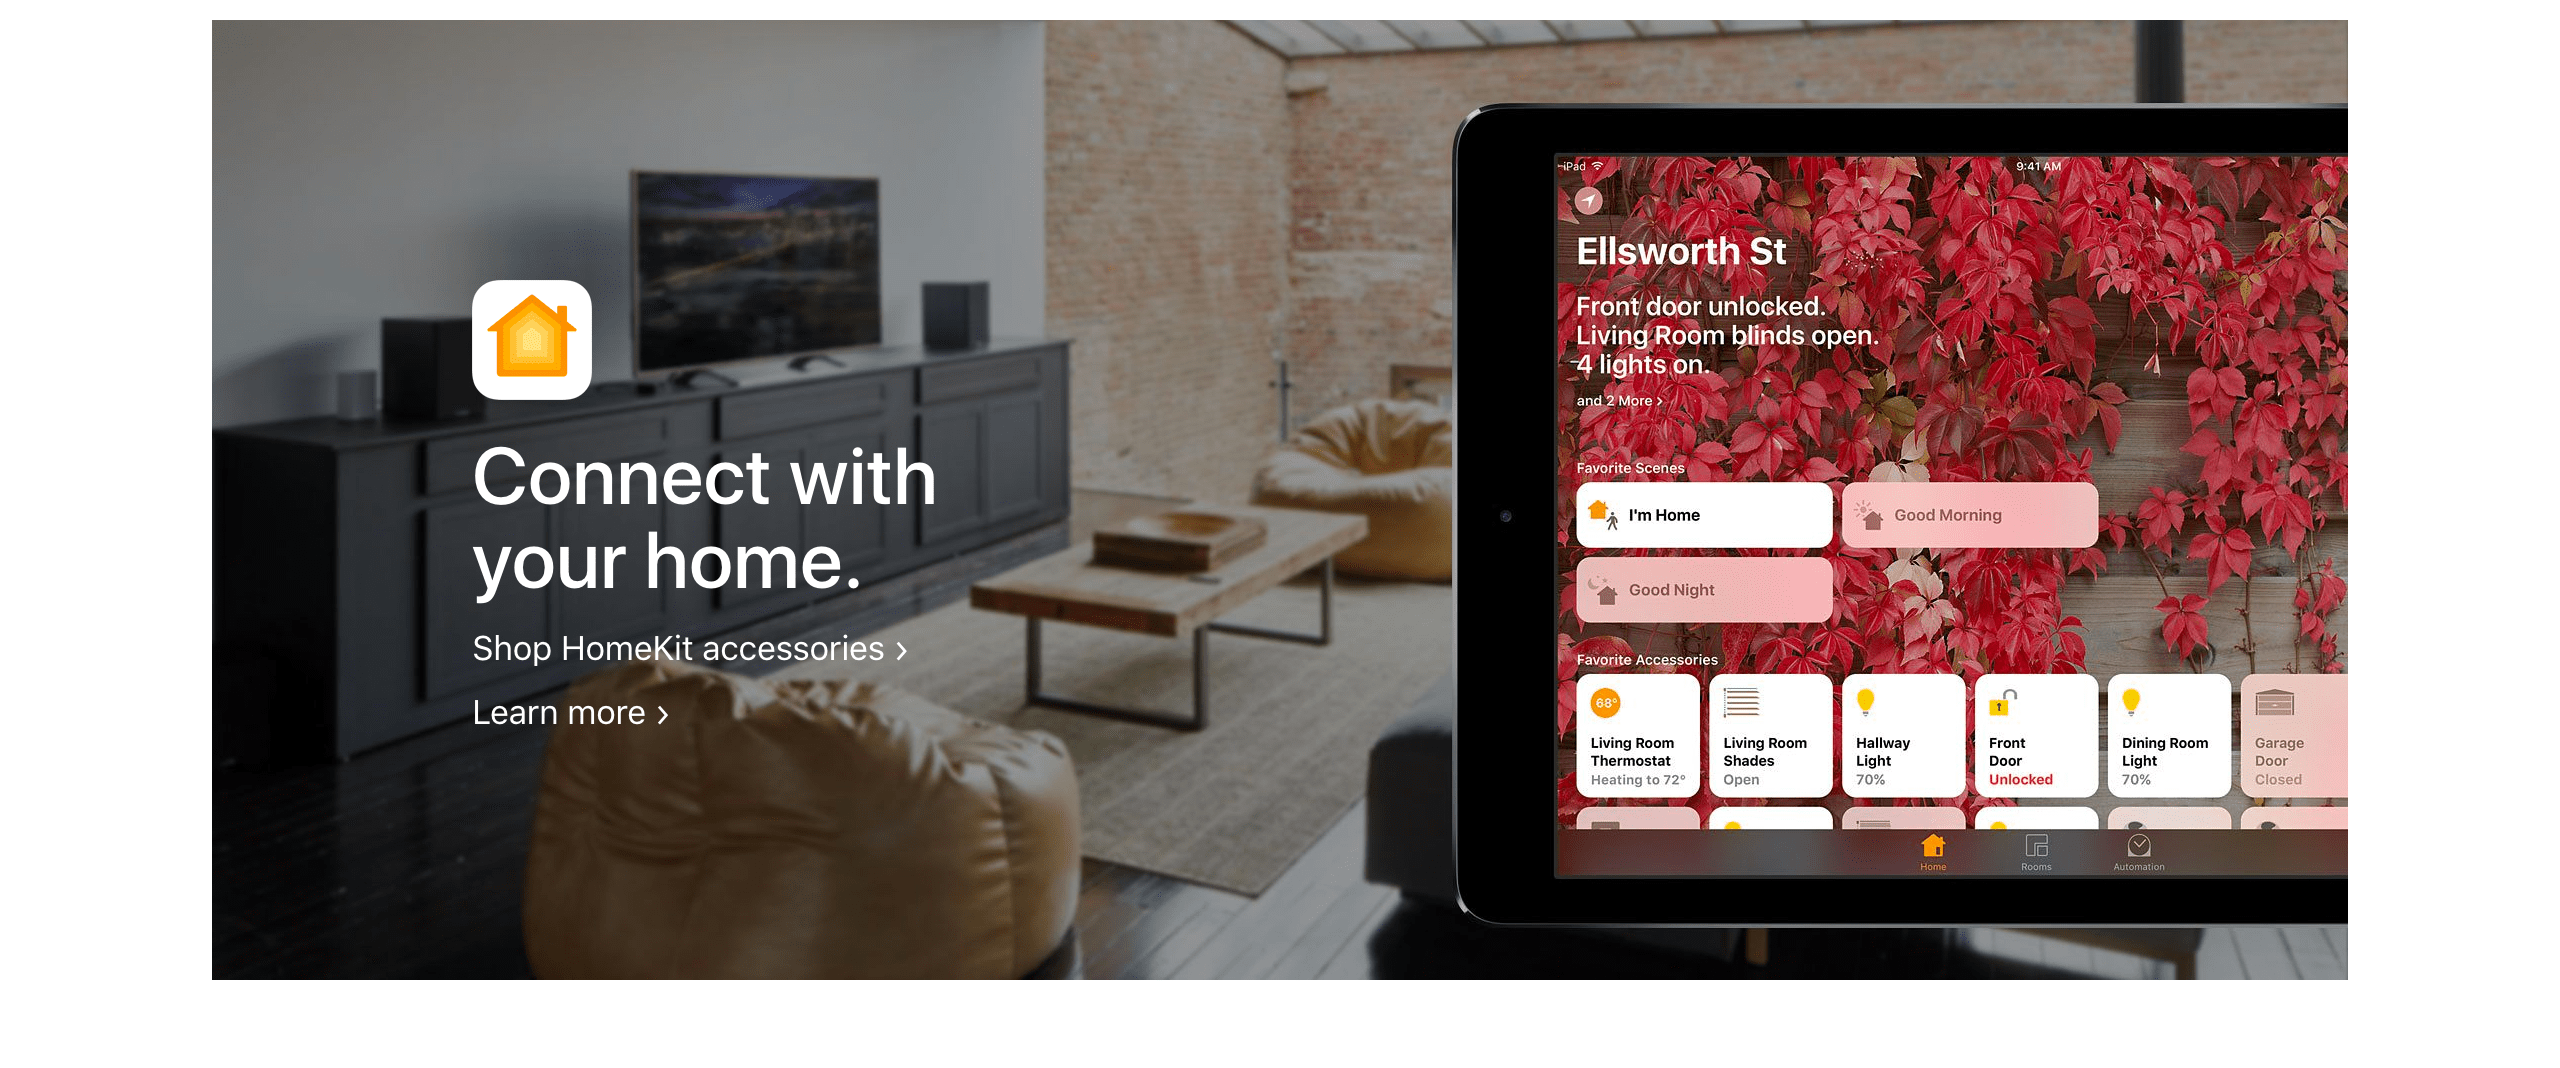 Connect with
your home.
Shop HomeKit accessories ›
Learn more ›
iPad
9:41 AM
Ellsworth St
Front door unlocked.
Living Room blinds open.
4 lights on.
and 2 More ›
Favorite Scenes
I'm Home
Good Morning
Good Night
Favorite Accessories
68°
Living Room
Thermostat
Heating to 72°
Living Room
Shades
Open
Hallway
Light
70%
Front
Door
Unlocked
Dining Room
Light
70%
Garage
Door
Closed
Home
Rooms
Automation